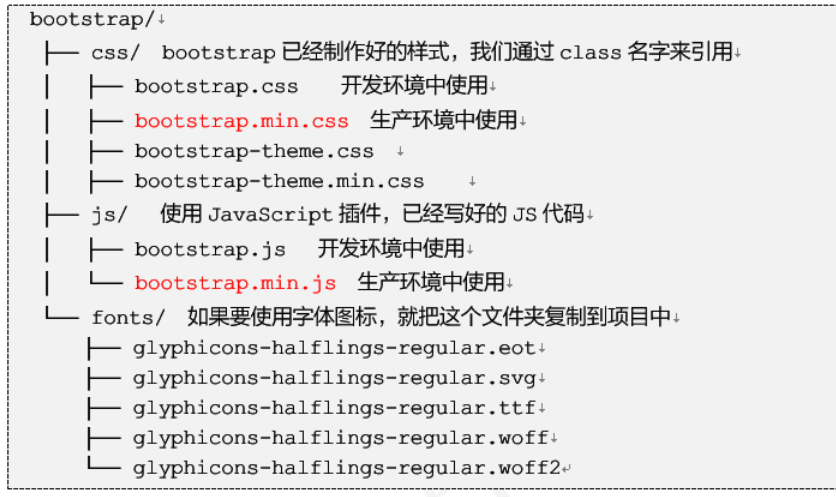 bootstrap/↓
├── css/ bootstrap 已经制作好的样式，我们通过 class 名字来引用↓
│ ├── bootstrap.css 开发环境中使用↓
│ ├── bootstrap.min.css 生产环境中使用↓
│ ├── bootstrap-theme.css ↓
│ ├── bootstrap-theme.min.css ↓
├── js/ 使用 JavaScript 插件，已经写好的 JS 代码↓
│ ├── bootstrap.js 开发环境中使用↓
│ └── bootstrap.min.js 生产环境中使用↓
└── fonts/ 如果要使用字体图标，就把这个文件夹复制到项目中↓
├── glyphicons-halflings-regular.eot↓
├── glyphicons-halflings-regular.svg↓
├── glyphicons-halflings-regular.ttf↓
├── glyphicons-halflings-regular.woff↓
└── glyphicons-halflings-regular.woff2↵